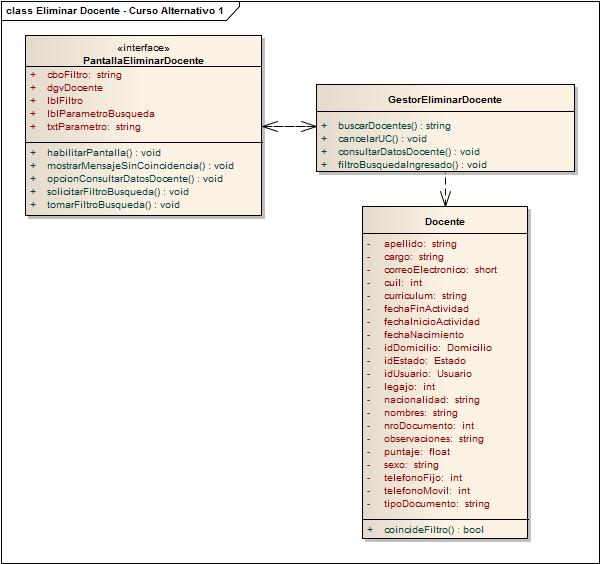 class Eliminar Docente - Curso Alternativo 1
«interface»
PantallaEliminarDocente
+ cboFiltro: string
+ dgvDocente
+ lblFiltro
+ lblParametroBusqueda
+ txtParametro: string
+ habilitarPantalla() : void
+ mostrarMensajeSinCoincidencia() : void
+ opcionConsultarDatosDocente() : void
+ solicitarFiltroBusqueda() : void
+ tomarFiltroBusqueda() : void
GestorEliminarDocente
+ buscarDocentes() : string
+ cancelarUC() : void
+ consultarDatosDocente() : void
+ filtroBusquedaIngresado() : void
Docente
- apellido: string
- cargo: string
- correoElectronico: short
- cuil: int
- curriculum: string
- fechaFinActividad
- fechaInicioActividad
- fechaNacimiento
- idDomicilio: Domicilio
- idEstado: Estado
- idUsuario: Usuario
- legajo: int
- nacionalidad: string
- nombres: string
- nroDocumento: int
- observaciones: string
- puntaje: float
- sexo: string
- telefonoFijo: int
- telefonoMovil: int
- tipoDocumento: string
+ coincideFiltro() : bool